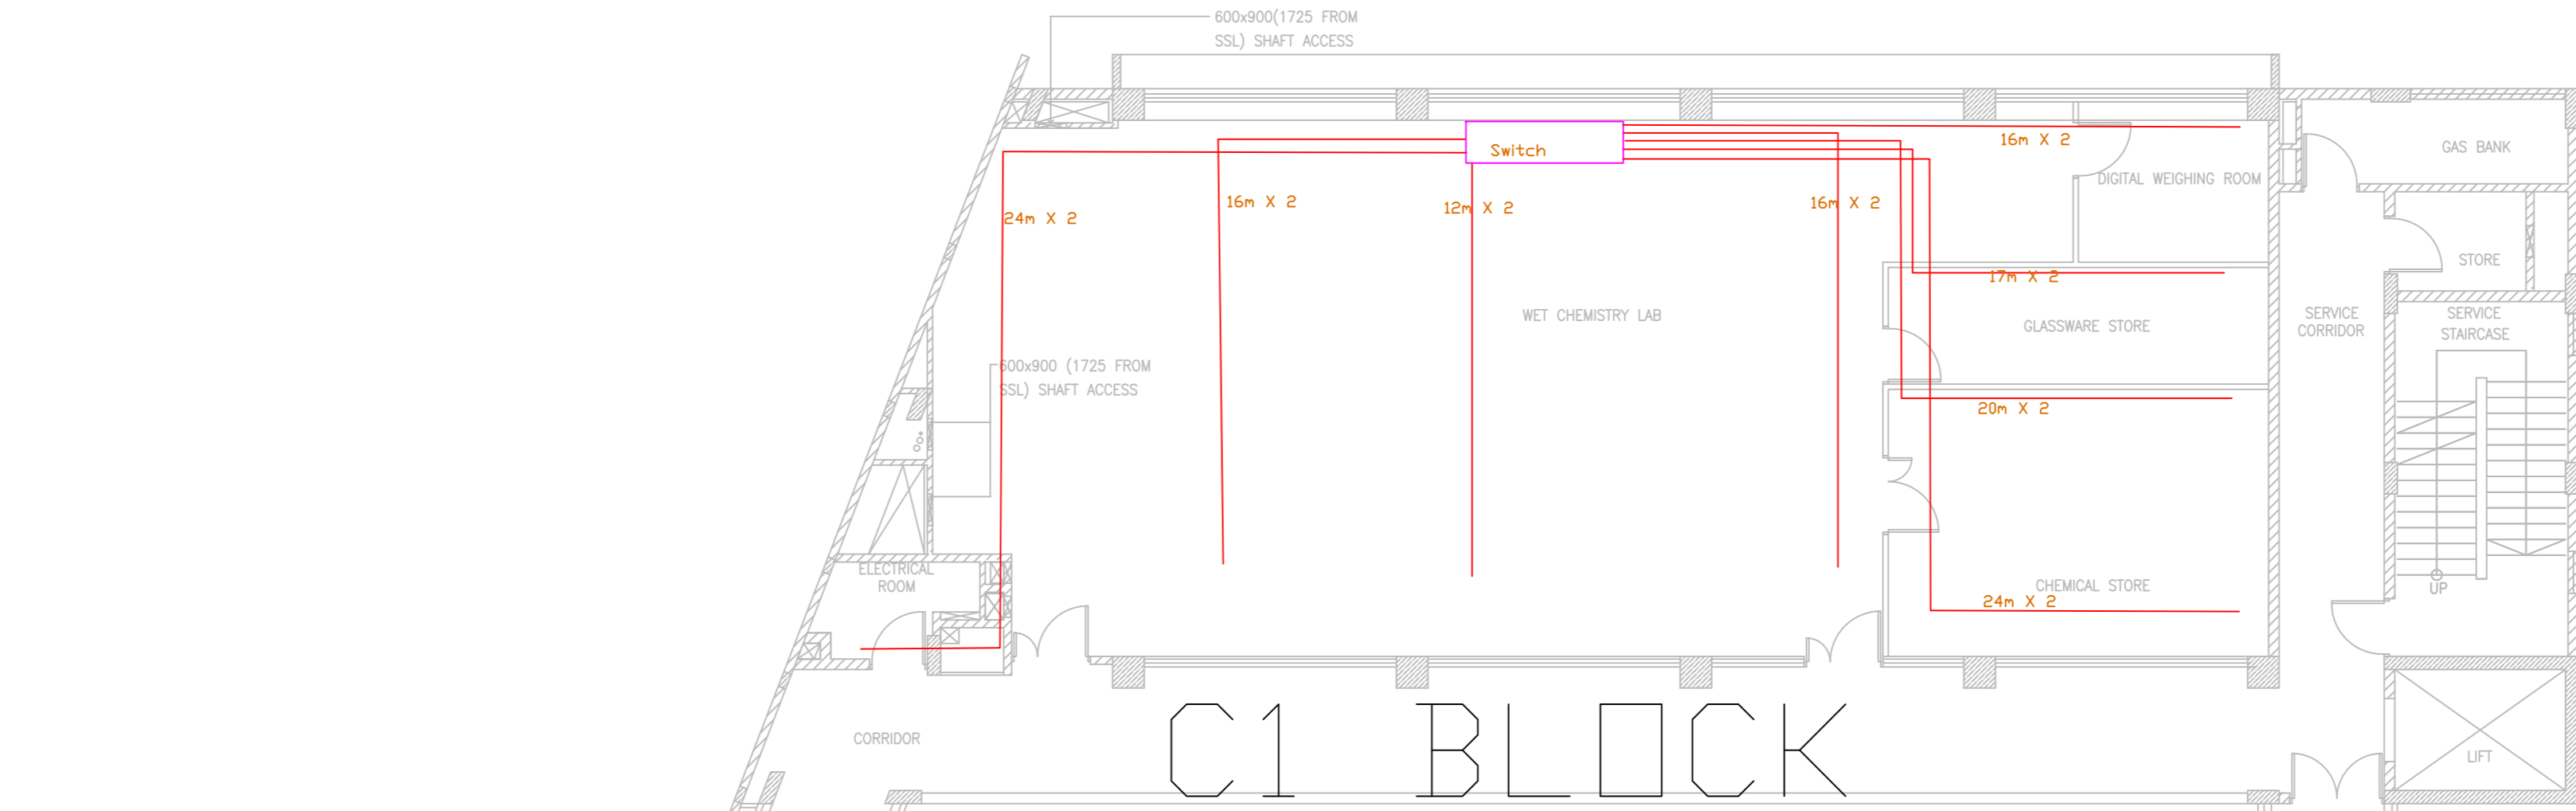 600x900(1725 FROM
SSL) SHAFT ACCESS
Switch
16m X 2
GAS BANK
DIGITAL WEIGHING ROOM
24m X 2
16m X 2
12m X 2
16m X 2
STORE
17m X 2
WET CHEMISTRY LAB
GLASSWARE STORE
SERVICE
CORRIDOR
SERVICE
STAIRCASE
600x900 (1725 FROM
SSL) SHAFT ACCESS
20m X 2
ELECTRICAL
ROOM
CHEMICAL STORE
24m X 2
UP
CORRIDOR
C1 BLOCK
LIFT